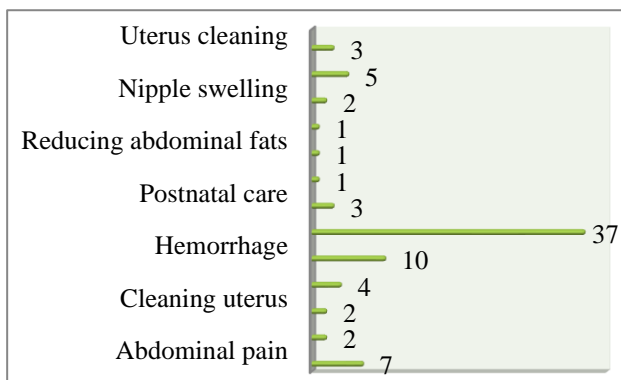 Uterus cleaning
3
5
Nipple swelling
2
1
Reducing abdominal fats
1
1
Postnatal care
3
37
Hemorrhage
10
4
Cleaning uterus
2
2
Abdominal pain
7